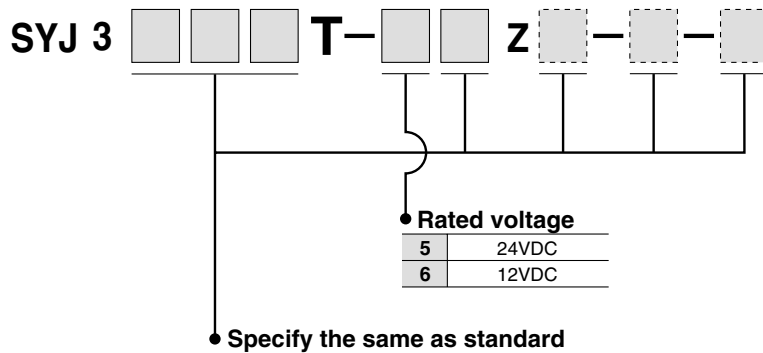 SYJ 3 T– Z – –
Rated voltage
5 24VDC
6 12VDC
Specify the same as standard